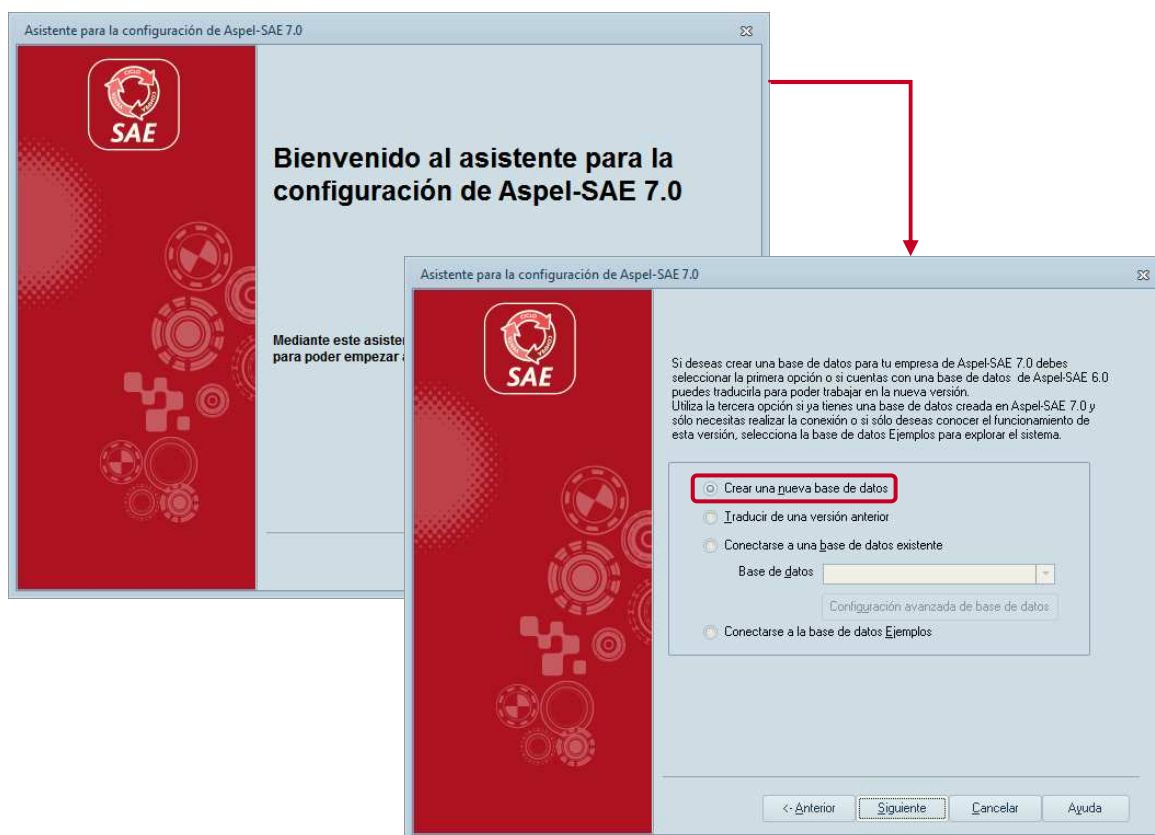 Asistente para la configuración de Aspel-SAE 7.0
CICLO
COMPRA
VENTA
SAE
Bienvenido al asistente para la
configuración de Aspel-SAE 7.0
Mediante este
para poder empezar
Asistente para la configuración de Aspel-SAE 7.0
CICLO
COMPRA
VENTA
SAE
Si deseas crear una base de datos para tu empresa de Aspel-SAE 7.0 debes
seleccionar la primera opción o si cuentas con una base de datos de Aspel-SAE 6.0
puedes traducirla para poder trabajar en la nueva versión.
Utiliza la tercera opción si ya tienes una base de datos creada en Aspel-SAE 7.0 y
sólo necesitas realizar la conexión o si sólo deseas conocer el funcionamiento de
esta versión, selecciona la base de datos Ejemplos para explorar el sistema.
Crear una nueva base de datos
Traducir de una versión anterior
Conectarse a una base de datos existente
Base de datos
Configuración avanzada de base de datos
Conectarse a la base de datos Ejemplos
<- Anterior
Siguiente
Cancelar
Ayuda